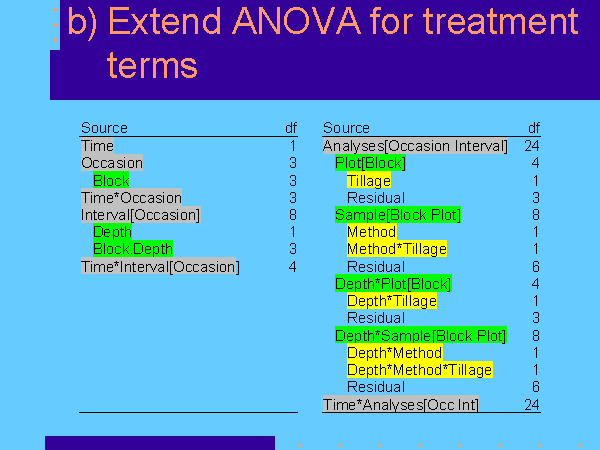 b) Extend ANOVA for treatment
terms
Source df
Time 1
Occasion 3
Block 3
Time*Occasion 3
Interval[Occasion] 8
Depth 1
Block.Depth 3
Time*Interval[Occasion] 4
Source df
Analyses[Occasion Interval] 24
Plot[Block] 4
Tillage 1
Residual 3
Sample[Block Plot] 8
Method 1
Method*Tillage 1
Residual 6
Depth*Plot[Block] 4
Depth*Tillage 1
Residual 3
Depth*Sample[Block Plot] 8
Depth*Method 1
Depth*Method*Tillage 1
Residual 6
Time*Analyses[Occ Int] 24